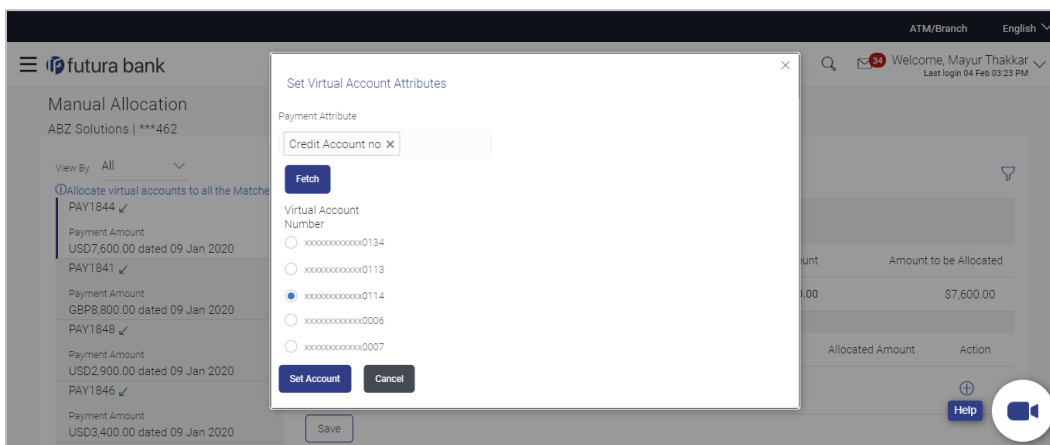 ATM/Branch English
futura bank
34 Welcome, Mayur Thakkar
Last login 04 Feb 03:23 PM
Manual Allocation
ABZ Solutions | ***462
View By All
Allocate virtual accounts to all the Matche
PAY1844
Payment Amount
USD7,600.00 dated 09 Jan 2020
PAY1841
Payment Amount
GBP8,800.00 dated 09 Jan 2020
PAY1848
Payment Amount
USD2,900.00 dated 09 Jan 2020
PAY1846
Payment Amount
USD3,400.00 dated 09 Jan 2020
Set Virtual Account Attributes
Payment Attribute
Credit Account no
Fetch
Virtual Account
Number
xxxxxxxxxxxx0134
xxxxxxxxxxxx0113
xxxxxxxxxxxx0114
xxxxxxxxxxxx0006
xxxxxxxxxxxx0007
Set Account Cancel
Save
unt Amount to be Allocated
.00 $7,600.00
Allocated Amount Action
Help